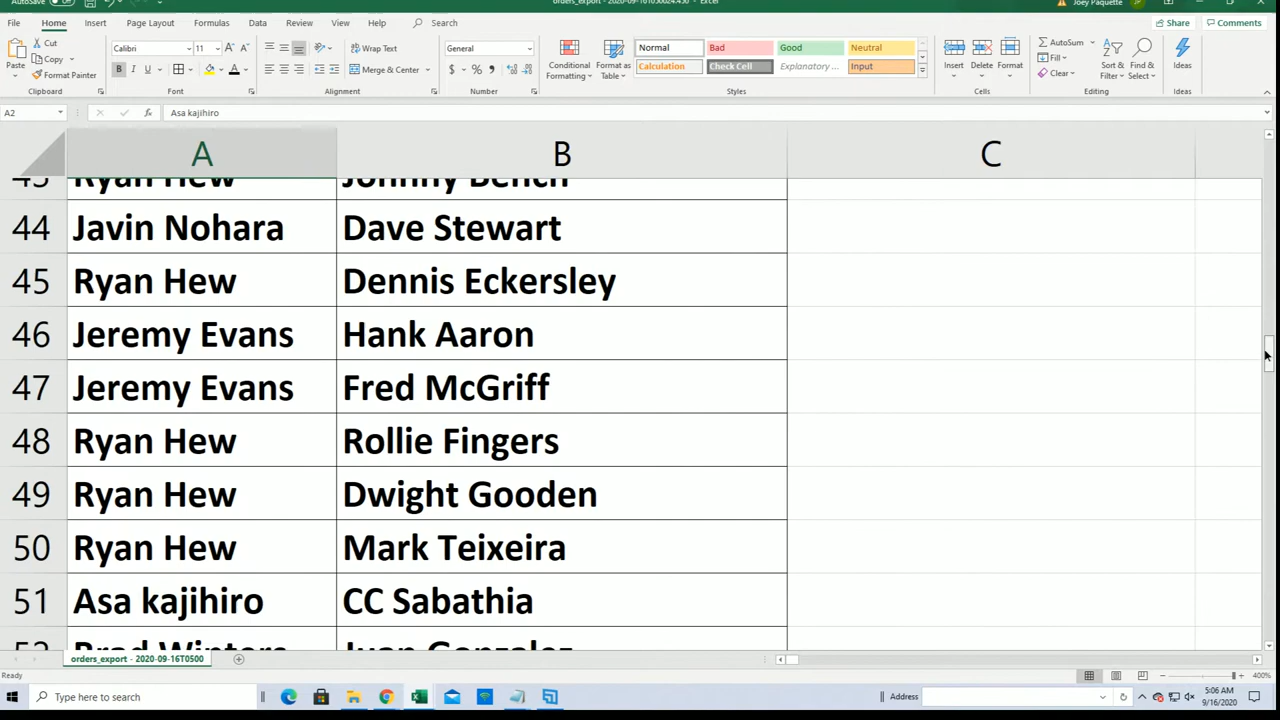 AutoSave Off
orders_export - 2020-09-16T050024.430 - Excel
Joey Paquette
JP
File Home Insert Page Layout Formulas Data Review View Help Search
Share Comments
Paste
Cut
Copy
Format Painter
Clipboard
Calibri 11
B I U
Font
Wrap Text
Merge & Center
Alignment
General
$ % ,
Number
Conditional Formatting
Format as Table
Normal Bad Good Neutral
Calculation Check Cell Explanatory ... Input
Styles
Insert Delete Format
Cells
AutoSum
Fill
Clear
Sort & Filter
Find & Select
Editing
Ideas
Ideas
A2 fx Asa kajihiro
A B C
43 Ryan Hew Johnny Bench
44 Javin Nohara Dave Stewart
45 Ryan Hew Dennis Eckersley
46 Jeremy Evans Hank Aaron
47 Jeremy Evans Fred McGriff
48 Ryan Hew Rollie Fingers
49 Ryan Hew Dwight Gooden
50 Ryan Hew Mark Teixeira
51 Asa kajihiro CC Sabathia
52 Brad Winters Juan Gonzalez
orders_export - 2020-09-16T0500
Ready
400%
Type here to search
Address
5:06 AM
9/16/2020